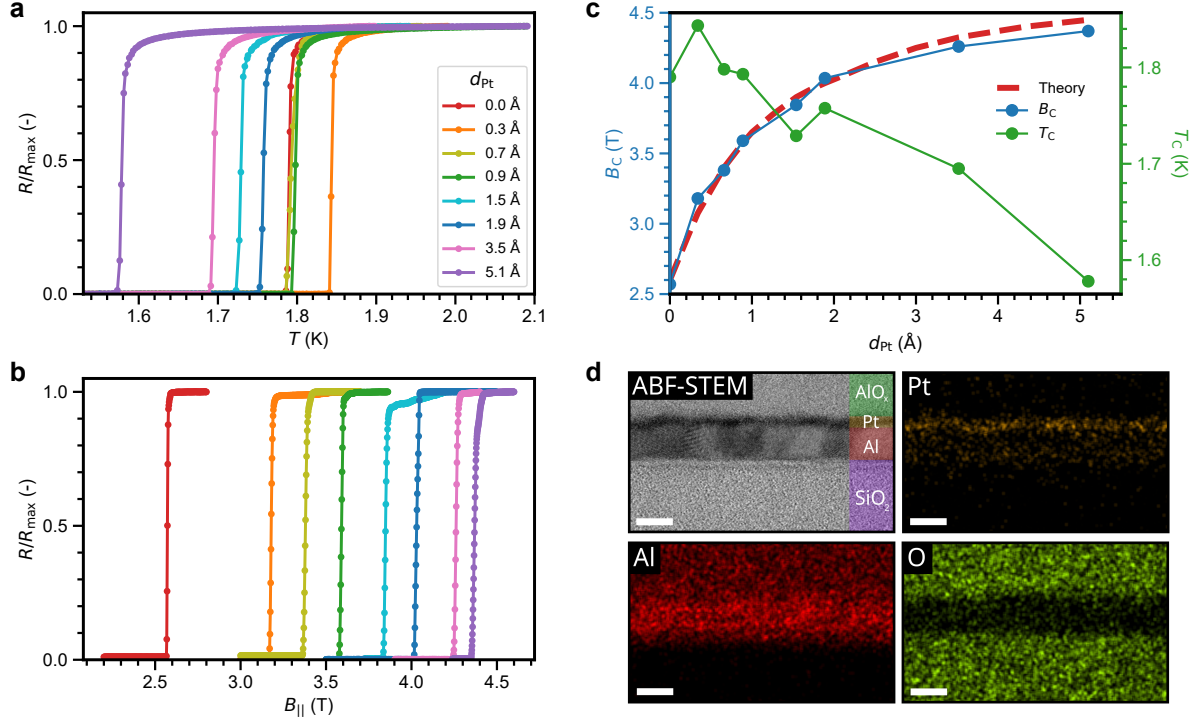 a
1.0
0.5
0.0
R/Rmax (-)
1.6
1.7
1.8
1.9
2.0
2.1
T (K)
dPt
0.0 Å
0.3 Å
0.7 Å
0.9 Å
1.5 Å
1.9 Å
3.5 Å
5.1 Å
b
1.0
0.5
0.0
R/Rmax (-)
2.5
3.0
3.5
4.0
4.5
B|| (T)
c
4.5
4.0
3.5
3.0
2.5
BC (T)
0
1
2
3
4
5
dPt (Å)
1.8
1.7
1.6
TC (K)
Theory
BC
TC
d
ABF-STEM
AlOx
Pt
Al
SiO2
Pt
Al
O